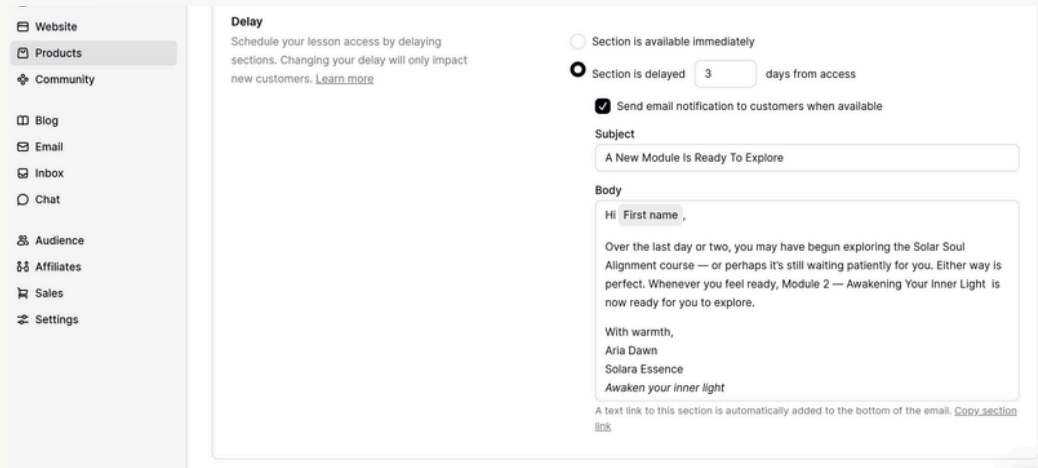 Website
Products
Community
Blog
Email
Inbox
Chat
Audience
Affiliates
Sales
Settings
Delay
Schedule your lesson access by delaying
sections. Changing your delay will only impact
new customers. Learn more
Section is available immediately
Section is delayed 3 days from access
Send email notification to customers when available
Subject
A New Module Is Ready To Explore
Body
Hi First name ,
Over the last day or two, you may have begun exploring the Solar Soul
Alignment course — or perhaps it's still waiting patiently for you. Either way is
perfect. Whenever you feel ready, Module 2 — Awakening Your Inner Light is
now ready for you to explore.
With warmth,
Aria Dawn
Solara Essence
Awaken your inner light
A text link to this section is automatically added to the bottom of the email. Copy section
link